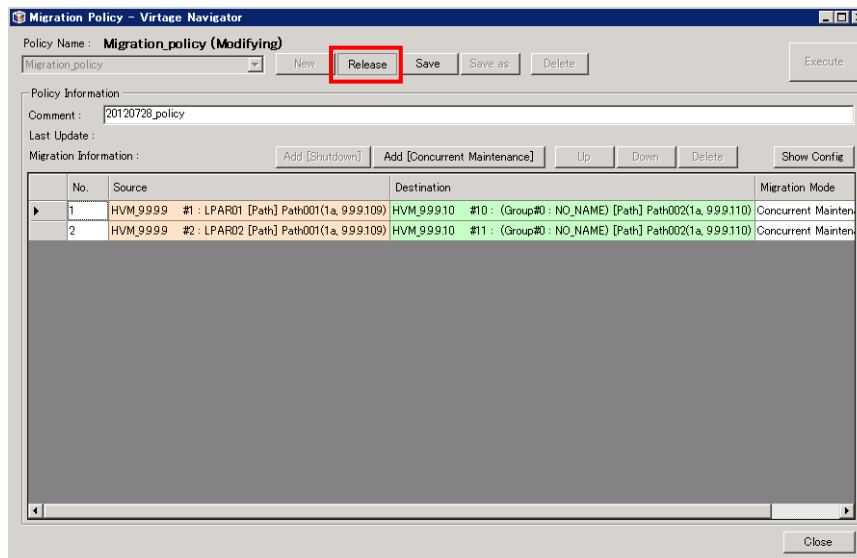 Migration Policy - Virtage Navigator
Policy Name : Migration_policy (Modifying)
Migration_policy New Release Save Save as Delete Execute
Policy Information
Comment : 20120728_policy
Last Update :
Migration Information : Add [Shutdown] Add [Concurrent Maintenance] Up Down Delete Show Config
No. Source Destination Migration Mode
1 HVM_9.9.9.9 #1 : LPAR01 [Path] Path001(1a, 9.9.9.109) HVM_9.9.9.10 #10 : (Group#0 : NO_NAME) [Path] Path002(1a, 9.9.9.110) Concurrent Mainten
2 HVM_9.9.9.9 #2 : LPAR02 [Path] Path001(1a, 9.9.9.109) HVM_9.9.9.10 #11 : (Group#0 : NO_NAME) [Path] Path002(1a, 9.9.9.110) Concurrent Mainten
Close